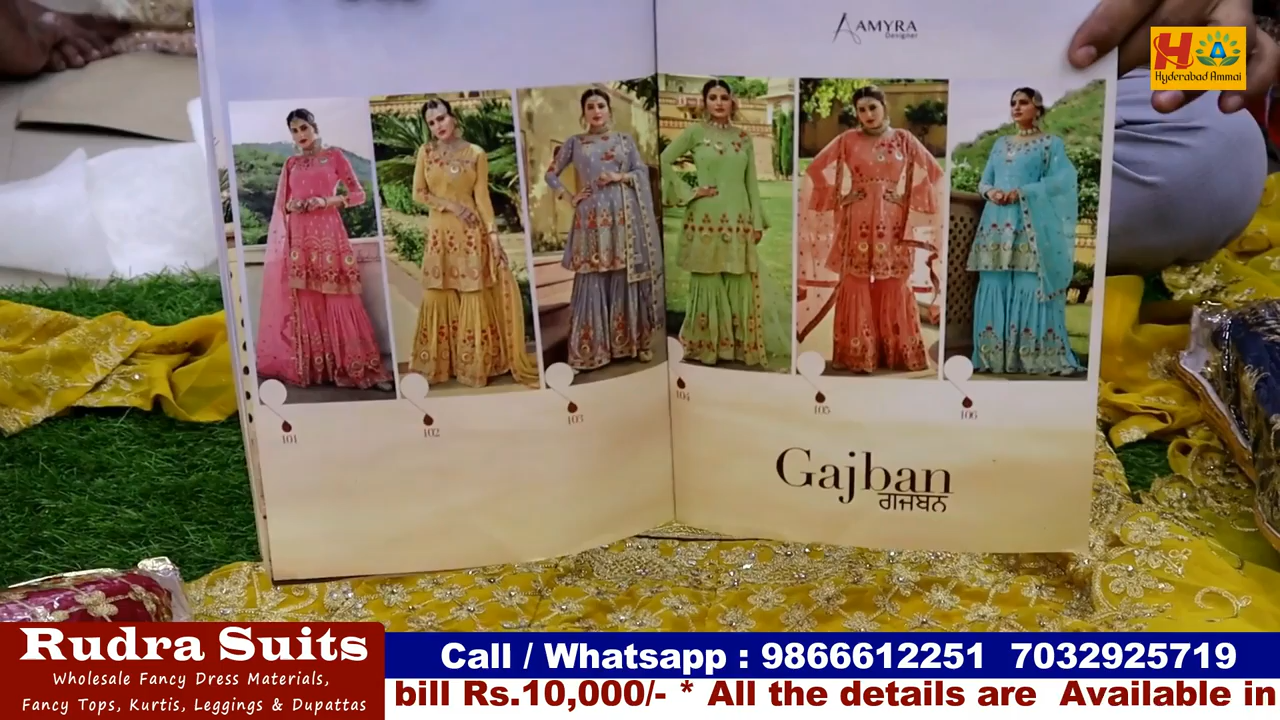 AAMYRA
Designer
H
Hyderabad Ammai
101
102
103
104
105
106
Gajban
ਗਜਬਨ
Rudra Suits
Wholesale Fancy Dress Materials,
Fancy Tops, Kurtis, Leggings & Dupattas
Call / Whatsapp : 9866612251 7032925719
bill Rs.10,000/- * All the details are Available in